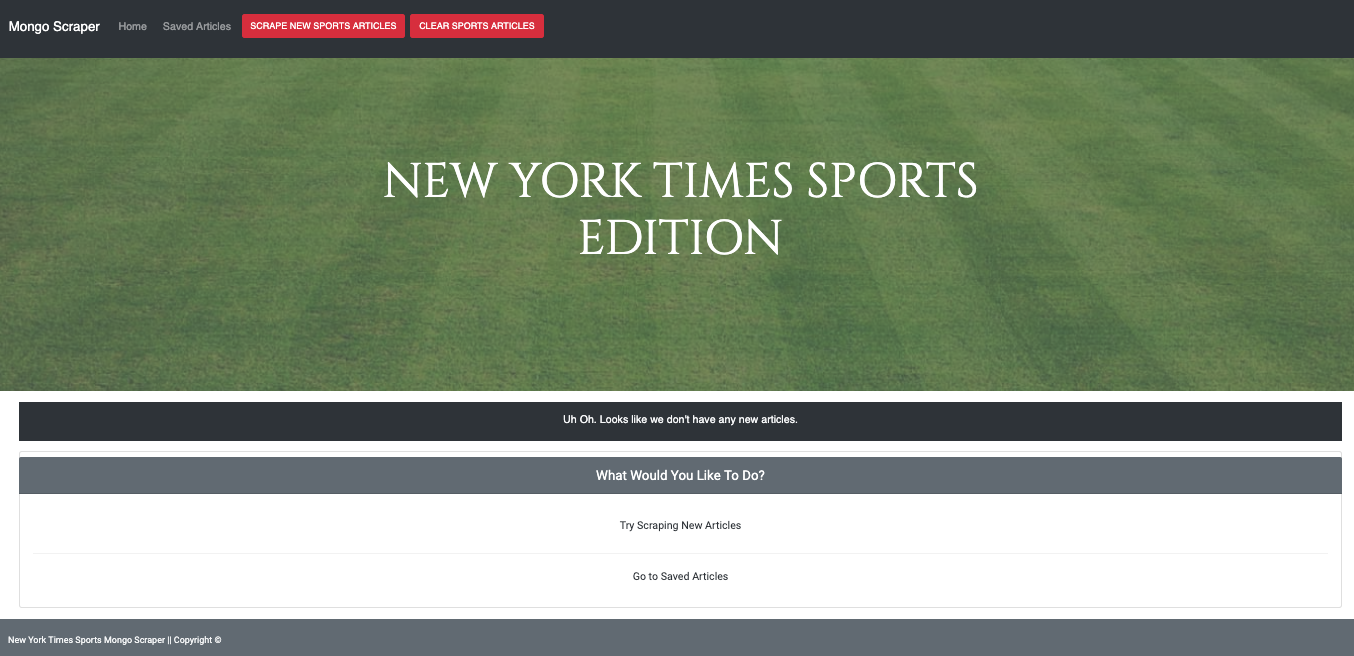 Mongo Scraper Home Saved Articles SCRAPE NEW SPORTS ARTICLES CLEAR SPORTS ARTICLES
NEW YORK TIMES SPORTS
EDITION
Uh Oh. Looks like we don't have any new articles.
What Would You Like To Do?
Try Scraping New Articles
Go to Saved Articles
New York Times Sports Mongo Scraper || Copyright ©